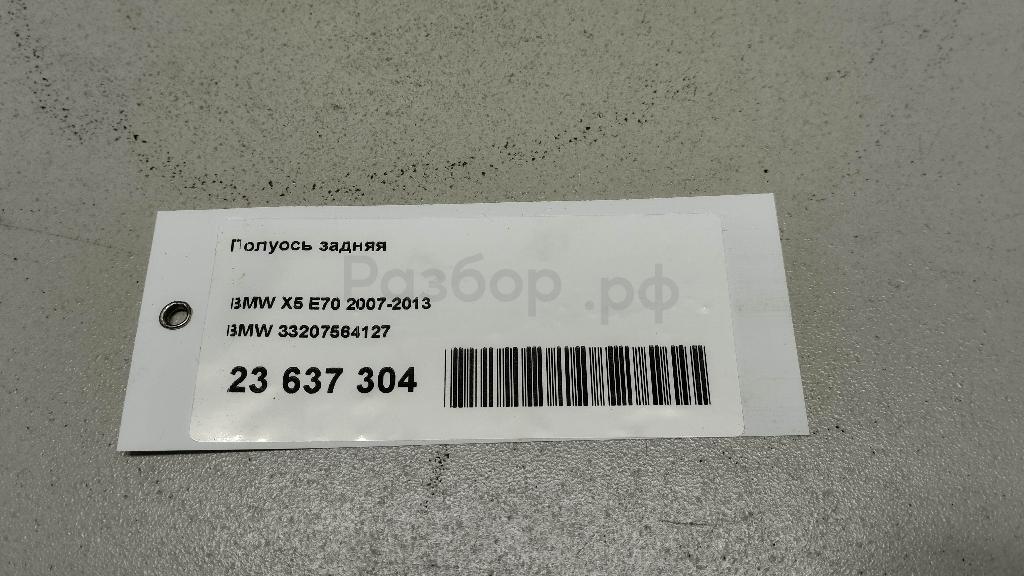 Полуось задняя
Разбор.рф
BMW X5 E70 2007-2013
BMW 33207564127
23 637 304